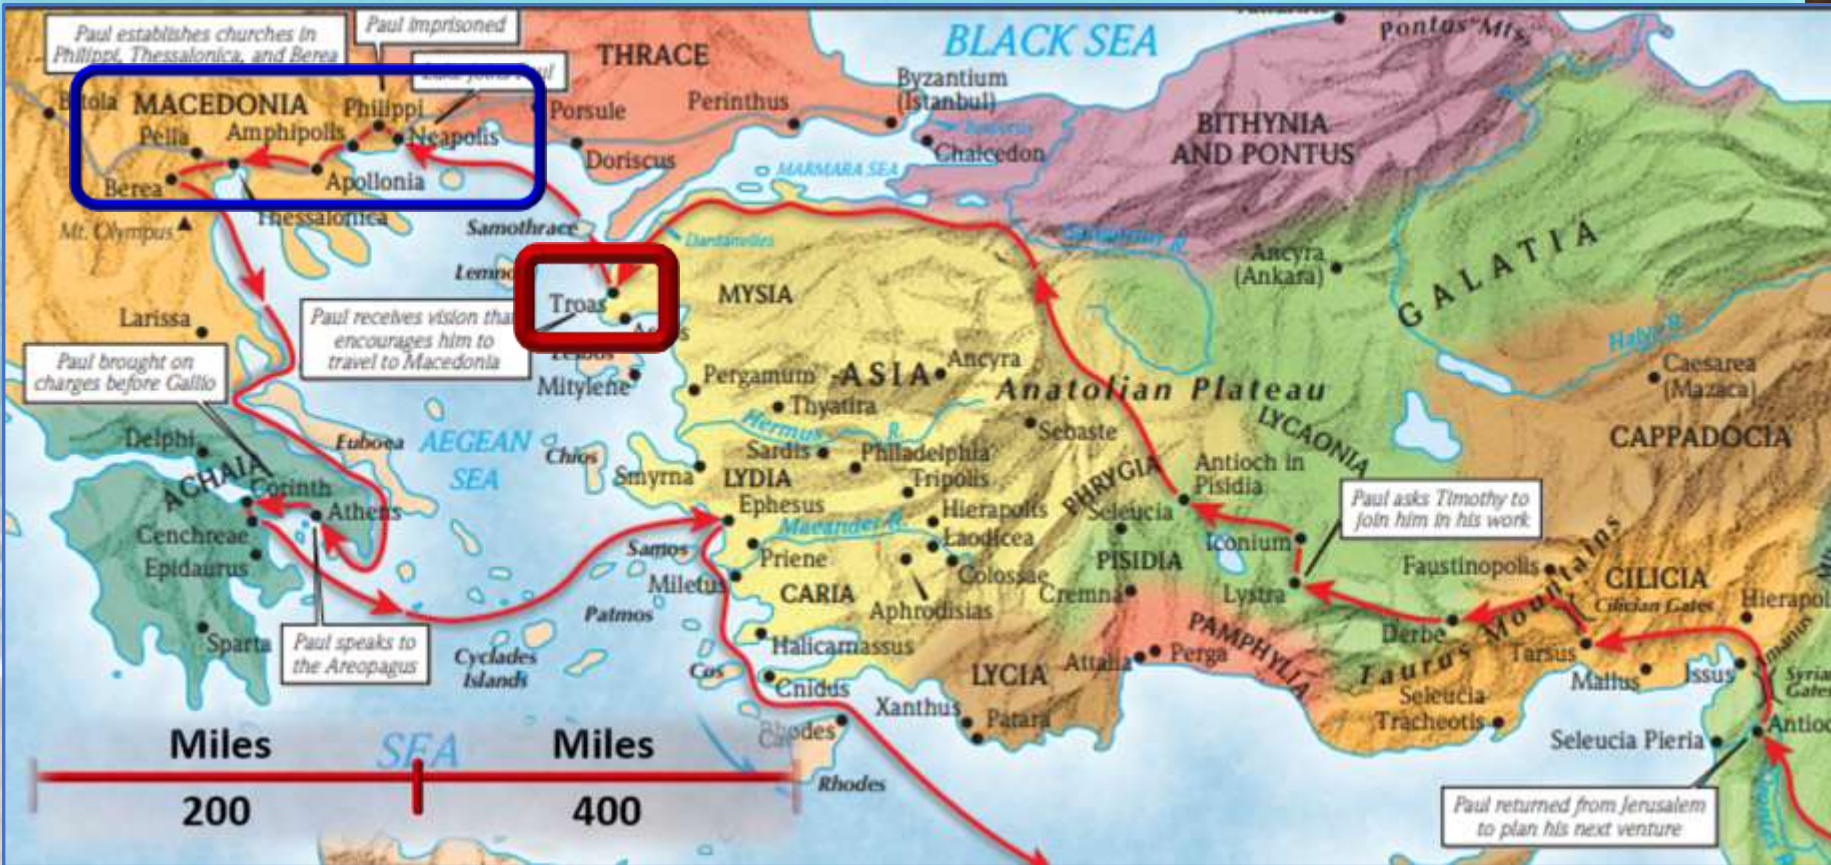 Paul establishes churches in
Philippi, Thessalonica, and Berea
Paul imprisoned
THRACE
BLACK SEA
Pontus Mts.
Byzantium
(Istanbul)
MACEDONIA
Philippi
Porsule
Perinthus
BITHYNIA
AND PONTUS
Pella
Amphipolis
Neapolis
Chalcedon
Doriscus
MARMARA SEA
Berea
Apollonia
Thessalonica
Mt. Olympus
Samothrace
Dardanelles
Ancyra
(Ankara)
GALATIA
Troas
MYSIA
Larissa
Paul receives vision that
encourages him to
travel to Macedonia
Paul brought on
charges before Gallio
Mitylene
Pergamum
ASIA
Ancyra
Anatolian Plateau
Caesarea
(Mazaca)
Thyatira
LYCAONIA
Hermus R.
Sebaste
CAPPADOCIA
Delphi
Euboea
AEGEAN
SEA
Chios
Sardis
Philadelphia
Smyrna
LYDIA
Tripolis
PHRYGIA
Antioch in
Pisidia
ACHAIA
Corinth
Athens
Ephesus
Hierapolis
Seleucia
Paul asks Timothy to
join him in his work
Maeander R.
Cenchreae
Laodicea
Iconium
Epidaurus
Samos
Priene
Colossae
PISIDIA
Faustinopolis
CILICIA
Cilician Gates
Miletus
CARIA
Aphrodisias
Cremna
Lystra
Patmos
Sparta
Paul speaks to
the Areopagus
Halicarnassus
PAMPHYLIA
Derbe
Taurus Mountains
Tarsus
Cyclades
Islands
Cos
LYCIA
Attalia
Perga
Mallus
Issus
Cnidus
Xanthus
Patara
Seleucia
Tracheotis
Seleucia Pieria
Miles
SEA
Miles
200
400
Rhodes
Paul returned from Jerusalem
to plan his next venture